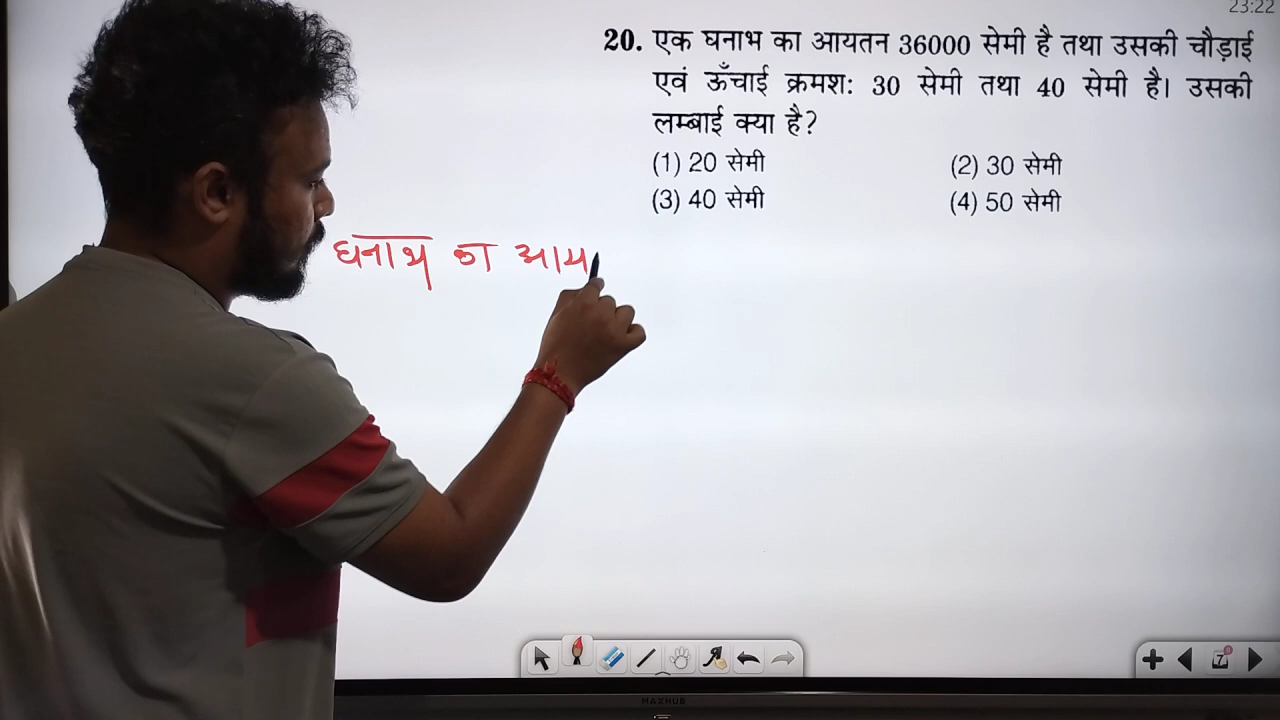 23:22
20. एक घनाभ का आयतन 36000 सेमी है तथा उसकी चौड़ाई
एवं ऊँचाई क्रमश: 30 सेमी तथा 40 सेमी है। उसकी
लम्बाई क्या है?
(1) 20 सेमी (2) 30 सेमी
(3) 40 सेमी (4) 50 सेमी
घनाभ का आय
MAXHUB